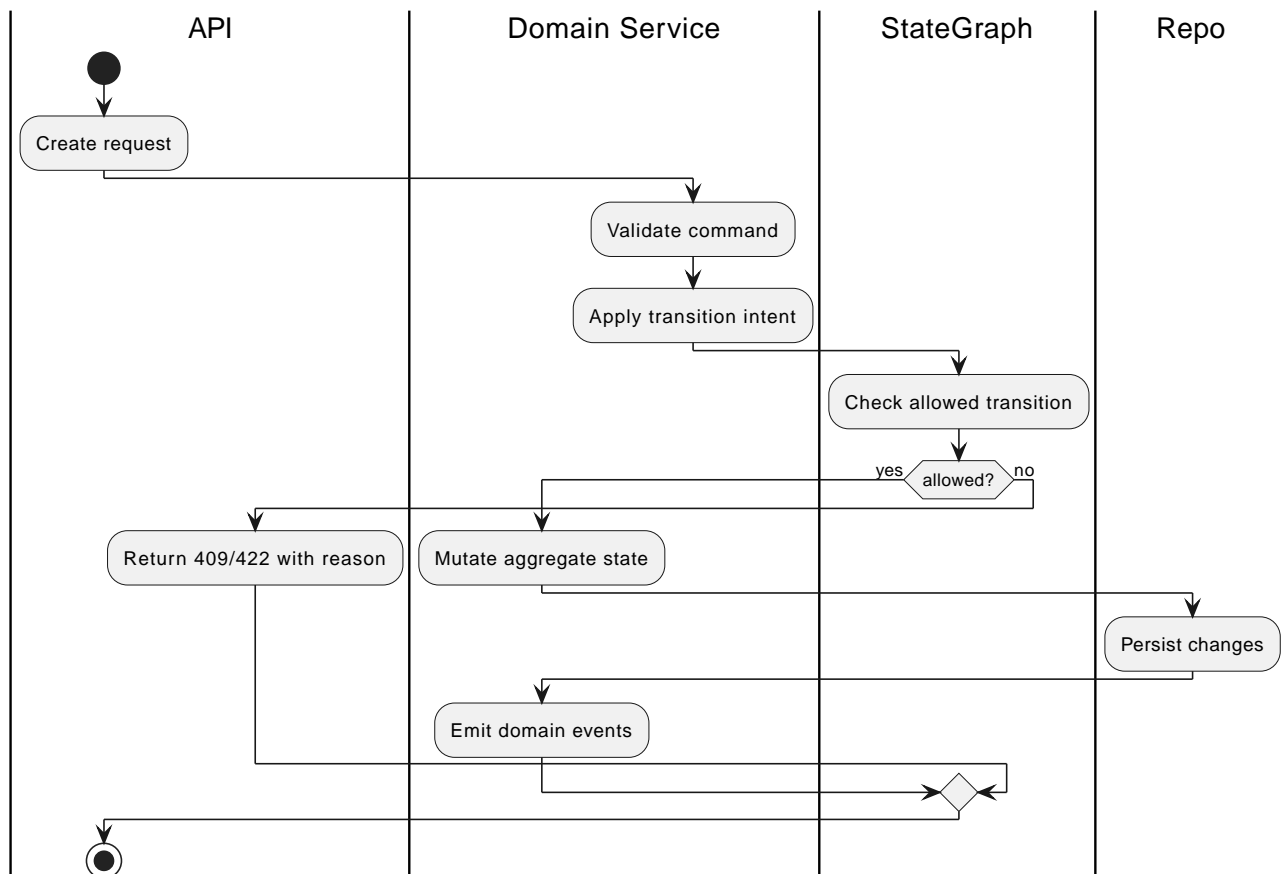 API
Domain Service
StateGraph
Repo
Create request
Validate command
Apply transition intent
Check allowed transition
yes
allowed?
no
Return 409/422 with reason
Mutate aggregate state
Persist changes
Emit domain events